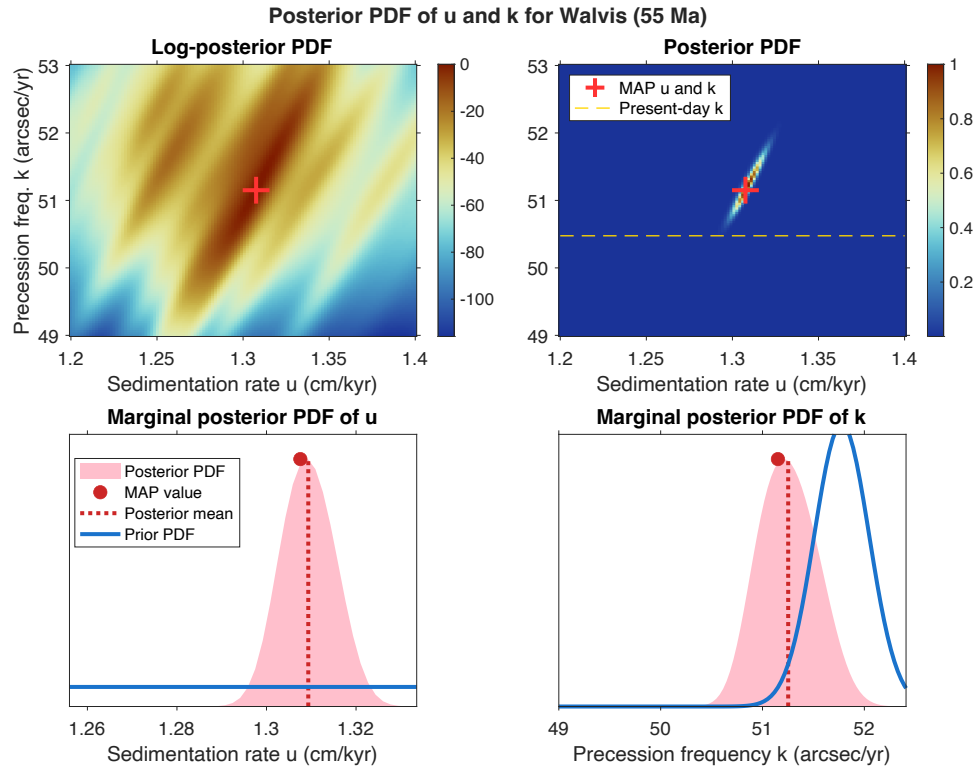 Posterior PDF of u and k for Walvis (55 Ma)
Log-posterior PDF
Precession freq. k (arcsec/yr)
53
52
51
50
49
1.2
1.25
1.3
1.35
1.4
Sedimentation rate u (cm/kyr)
0
-20
-40
-60
-80
-100
Posterior PDF
MAP u and k
Present-day k
53
52
51
50
49
1.2
1.25
1.3
1.35
1.4
Sedimentation rate u (cm/kyr)
1
0.8
0.6
0.4
0.2
Marginal posterior PDF of u
Posterior PDF
MAP value
Posterior mean
Prior PDF
1.26
1.28
1.3
1.32
Sedimentation rate u (cm/kyr)
Marginal posterior PDF of k
49
50
51
52
Precession frequency k (arcsec/yr)